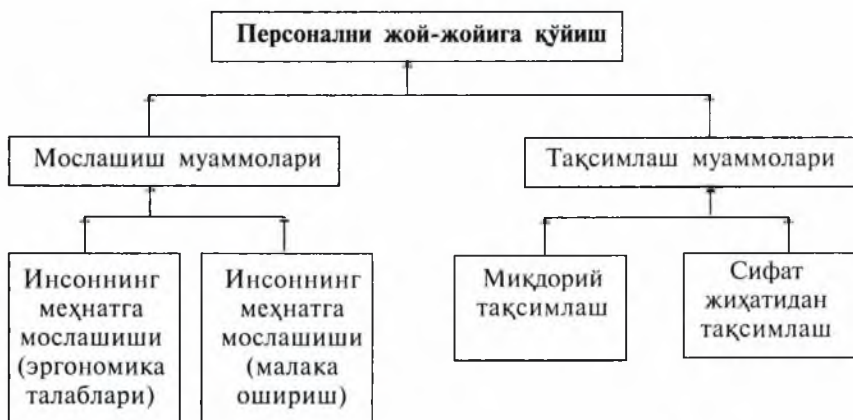 Персонални жой-жойига қўйиш
Мослашиш муаммолари
Тақсимлаш муаммолари
Инсоннинг
меҳнатга
мослашиши
(эргономика
талаблари)
Инсоннинг
меҳнатга
мослашиши
(малака
ошириш)
Миқдорий
тақсимлаш
Сифат
жиҳатидан
тақсимлаш